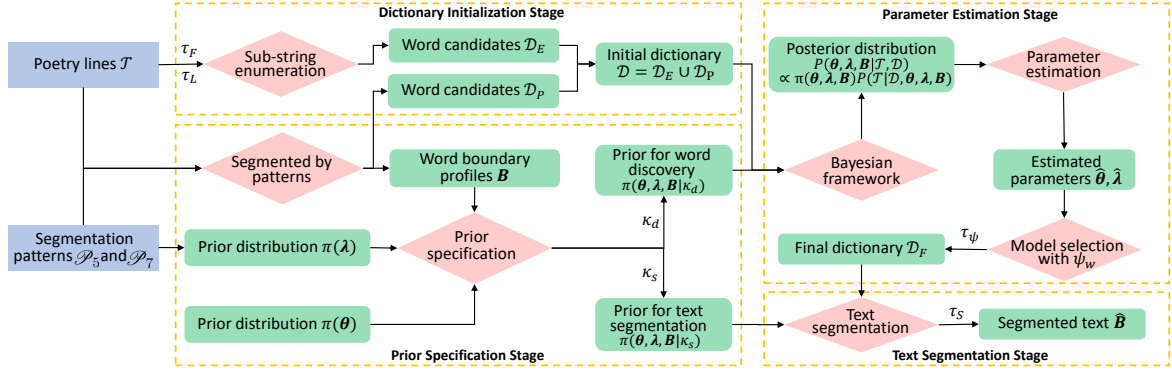 Dictionary Initialization Stage
Poetry lines 𝒯
τ_F
τ_L
Sub-string
enumeration
Word candidates 𝒟_E
Word candidates 𝒟_P
Initial dictionary
𝒟 = 𝒟_E ∪ 𝒟_P
Segmentation
patterns 𝒫_5 and 𝒫_7
Segmented by
patterns
Word boundary
profiles B
Prior distribution π(λ)
Prior distribution π(θ)
Prior
specification
κ_d
κ_s
Prior for word
discovery
π(θ, λ, B|κ_d)
Prior for text
segmentation
π(θ, λ, B|κ_s)
Prior Specification Stage
Parameter Estimation Stage
Posterior distribution
P(θ, λ, B|𝒯, 𝒟)
∝ π(θ, λ, B)P(𝒯|𝒟, θ, λ, B)
Parameter
estimation
Bayesian
framework
Estimated
parameters θ̂, λ̂
Model selection
with ψ_w
τ_ψ
Final dictionary 𝒟_F
Text
segmentation
τ_S
Segmented text B̂
Text Segmentation Stage